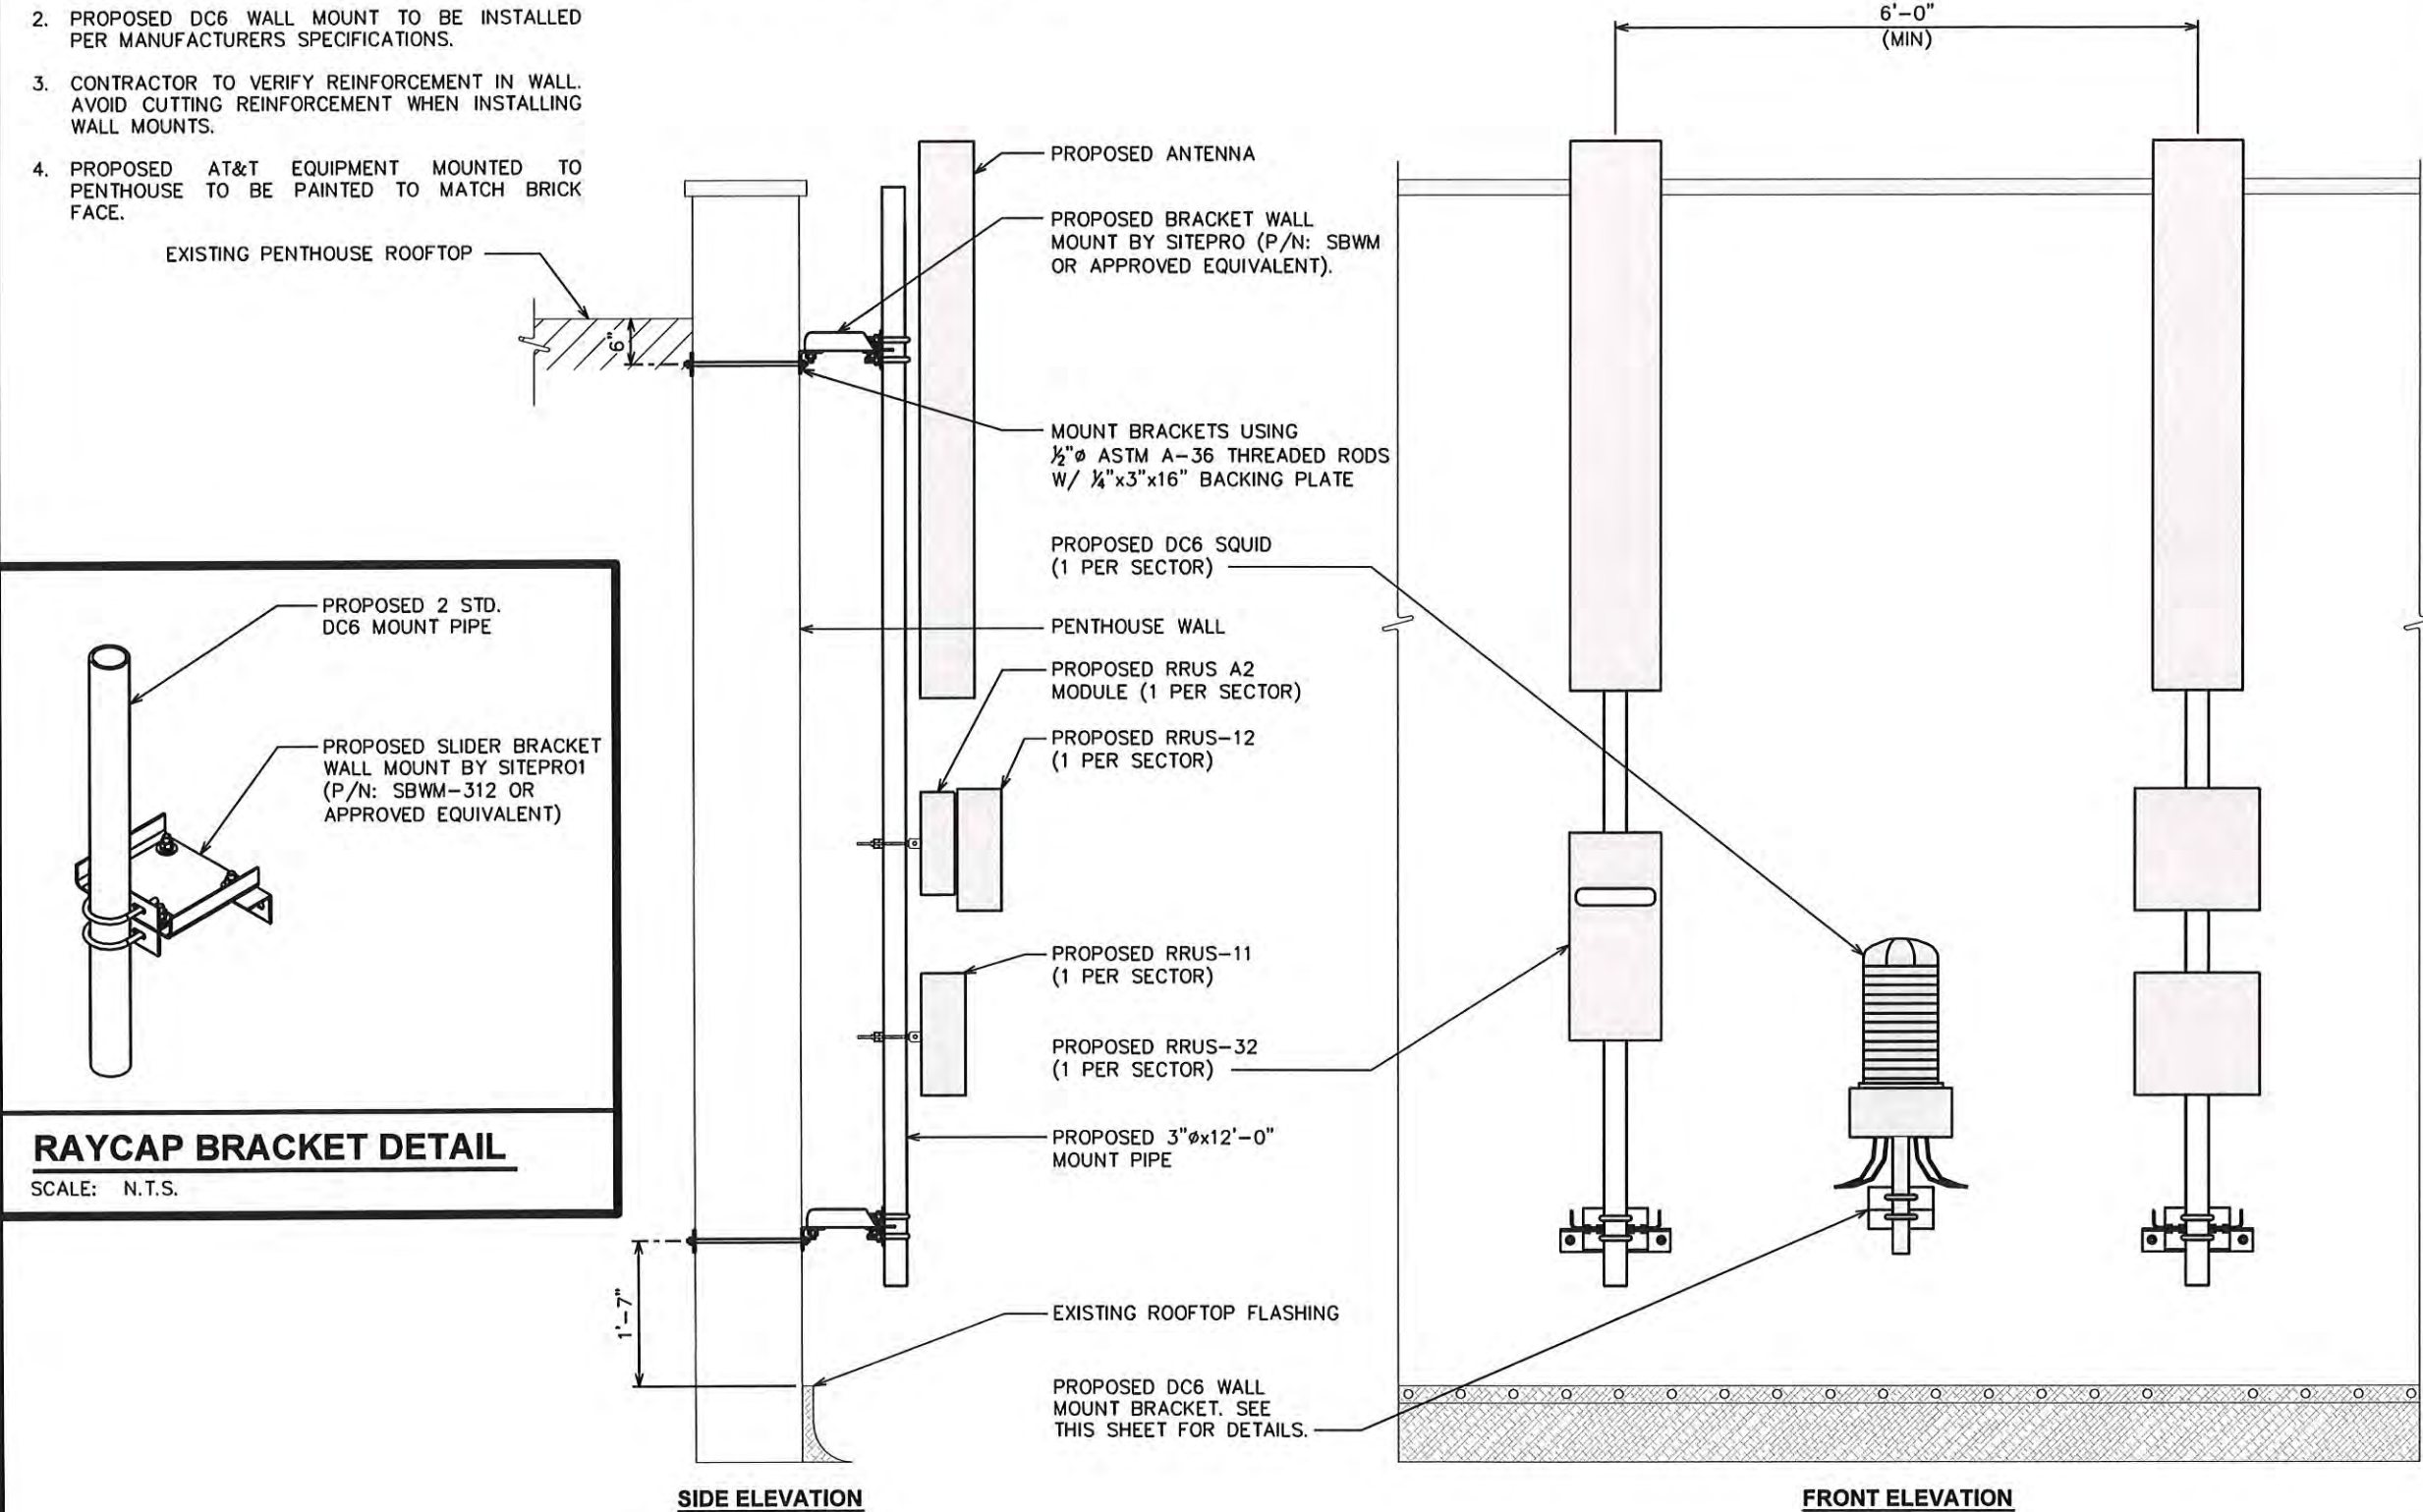 2. PROPOSED DC6 WALL MOUNT TO BE INSTALLED
PER MANUFACTURERS SPECIFICATIONS.
3. CONTRACTOR TO VERIFY REINFORCEMENT IN WALL.
AVOID CUTTING REINFORCEMENT WHEN INSTALLING
WALL MOUNTS.
4. PROPOSED AT&T EQUIPMENT MOUNTED TO
PENTHOUSE TO BE PAINTED TO MATCH BRICK
FACE.
EXISTING PENTHOUSE ROOFTOP
6"
PROPOSED 2 STD.
DC6 MOUNT PIPE
PROPOSED SLIDER BRACKET
WALL MOUNT BY SITEPRO1
(P/N: SBWM-312 OR
APPROVED EQUIVALENT)
RAYCAP BRACKET DETAIL
SCALE: N.T.S.
1'-7"
PROPOSED ANTENNA
PROPOSED BRACKET WALL
MOUNT BY SITEPRO (P/N: SBWM
OR APPROVED EQUIVALENT).
MOUNT BRACKETS USING
½"ø ASTM A-36 THREADED RODS
W/ ¼"x3"x16" BACKING PLATE
PROPOSED DC6 SQUID
(1 PER SECTOR)
PENTHOUSE WALL
PROPOSED RRUS A2
MODULE (1 PER SECTOR)
PROPOSED RRUS-12
(1 PER SECTOR)
PROPOSED RRUS-11
(1 PER SECTOR)
PROPOSED RRUS-32
(1 PER SECTOR)
PROPOSED 3"øx12'-0"
MOUNT PIPE
EXISTING ROOFTOP FLASHING
PROPOSED DC6 WALL
MOUNT BRACKET. SEE
THIS SHEET FOR DETAILS.
SIDE ELEVATION
6'-0"
(MIN)
FRONT ELEVATION